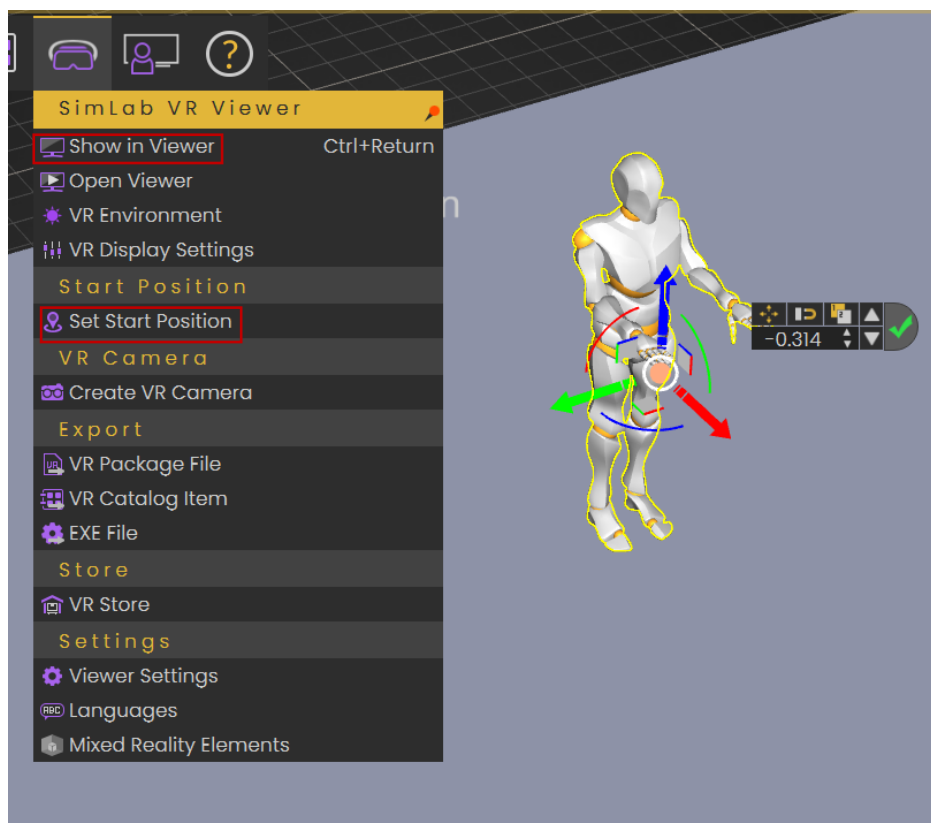 ?
SimLab VR Viewer
Show in Viewer Ctrl+Return
Open Viewer
VR Environment
VR Display Settings
Start Position
Set Start Position
VR Camera
Create VR Camera
Export
VR Package File
VR Catalog Item
EXE File
Store
VR Store
Settings
Viewer Settings
Languages
Mixed Reality Elements
n
-0.314